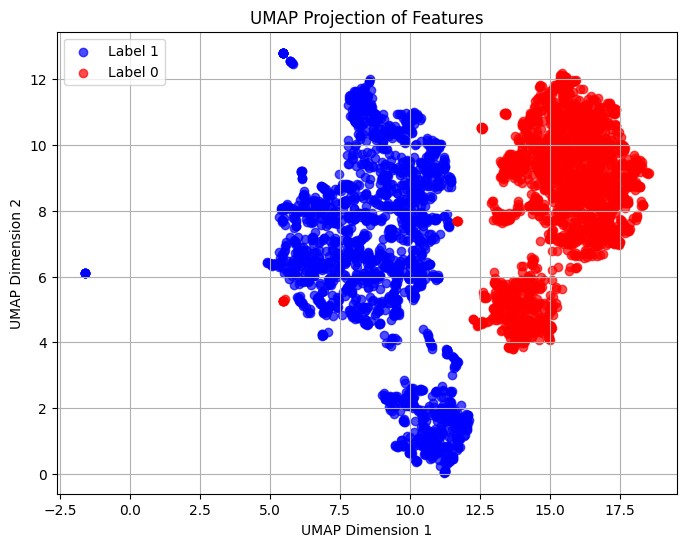 UMAP Projection of Features
Label 1
Label 0
UMAP Dimension 2
12
10
8
6
4
2
0
-2.5 0.0 2.5 5.0 7.5 10.0 12.5 15.0 17.5
UMAP Dimension 1